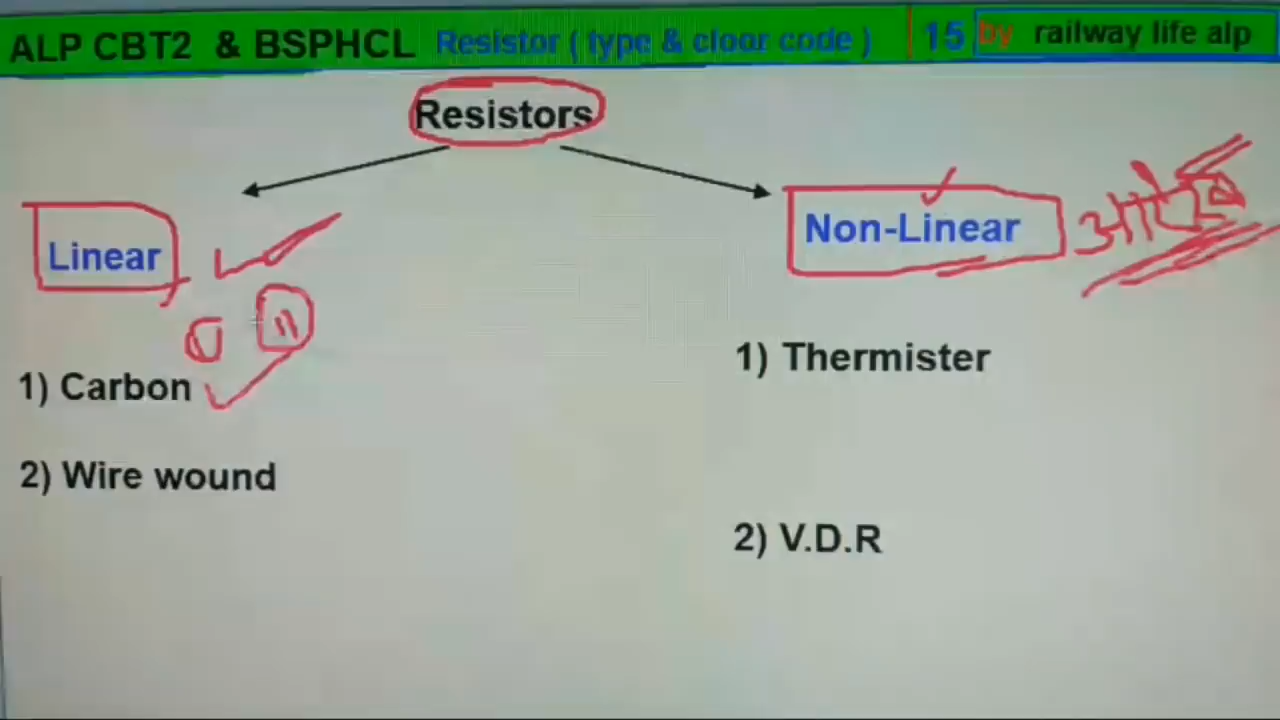 ALP CBT2 & BSPHCL Resistor ( type & cloar code ) 15 by railway life alp
Resistors
Linear
Non-Linear
1) Carbon
2) Wire wound
1) Thermister
2) V.D.R